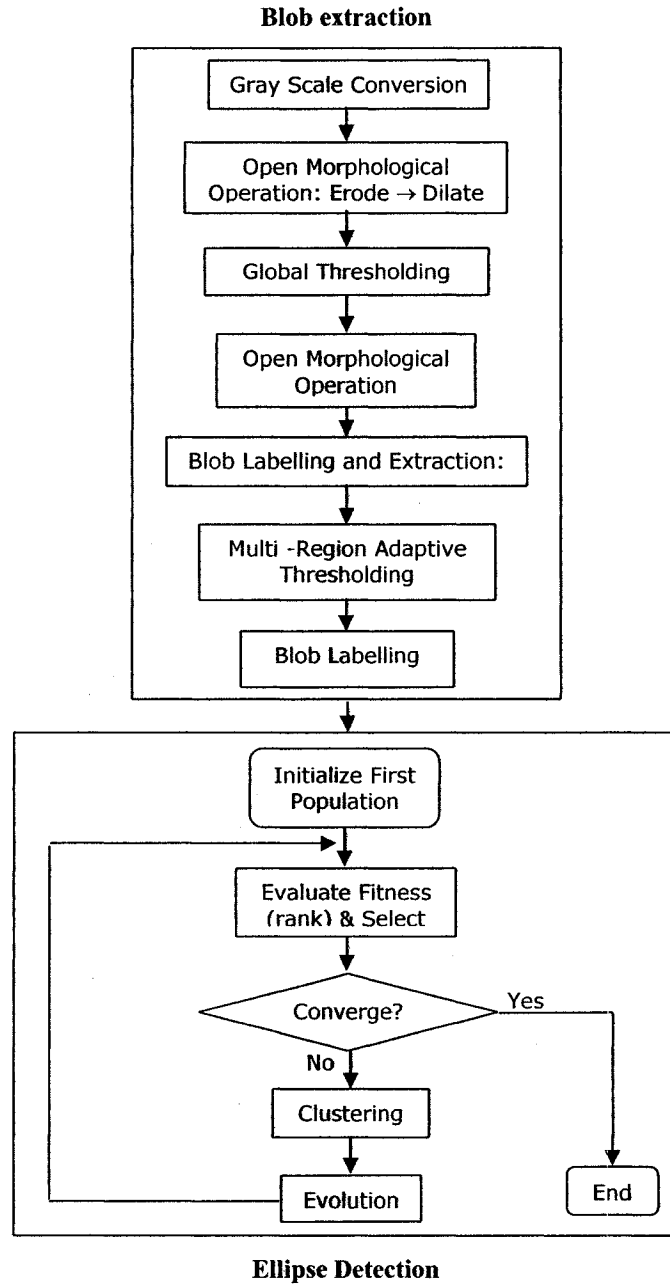 Blob extraction
Gray Scale Conversion
Open Morphological
Operation: Erode → Dilate
Global Thresholding
Open Morphological
Operation
Blob Labelling and Extraction:
Multi -Region Adaptive
Thresholding
Blob Labelling
Initialize First
Population
Evaluate Fitness
(rank) & Select
Converge?
Yes
No
Clustering
Evolution
End
Ellipse Detection